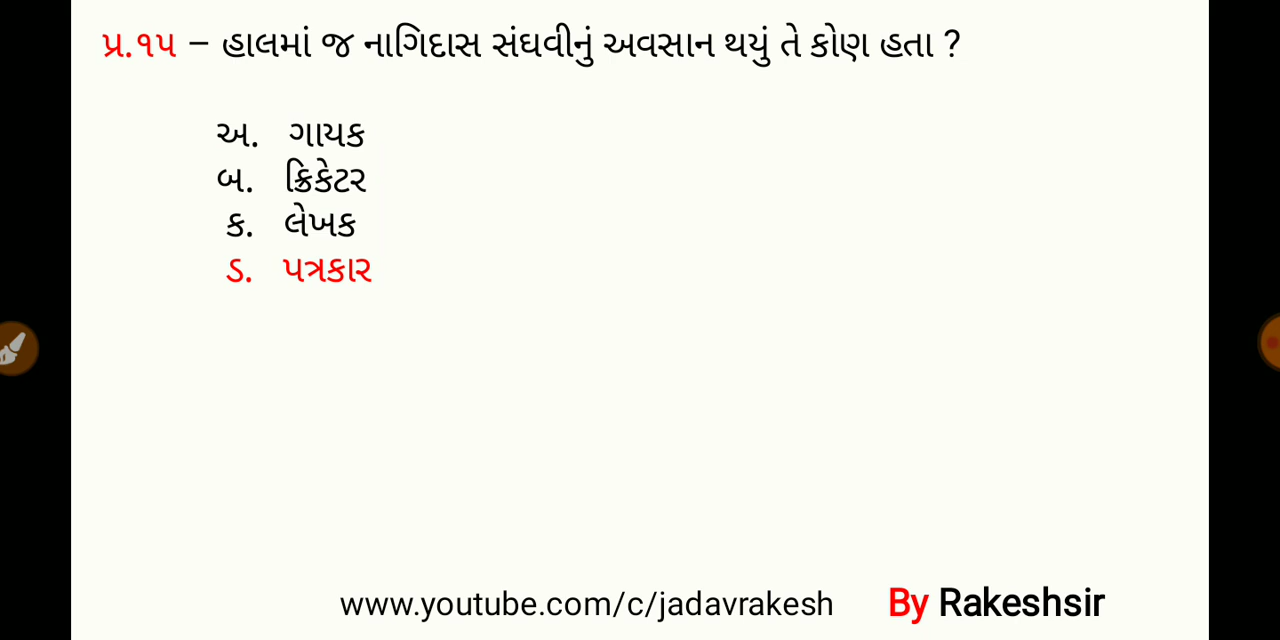 પ્ર.૧૫ – હાલમાં જ નાગિદાસ સંઘવીનું અવસાન થયું તે કોણ હતા ?
અ. ગાયક
બ. ક્રિકેટર
ક. લેખક
ડ. પત્રકાર
www.youtube.com/c/jadavrakesh By Rakeshsir